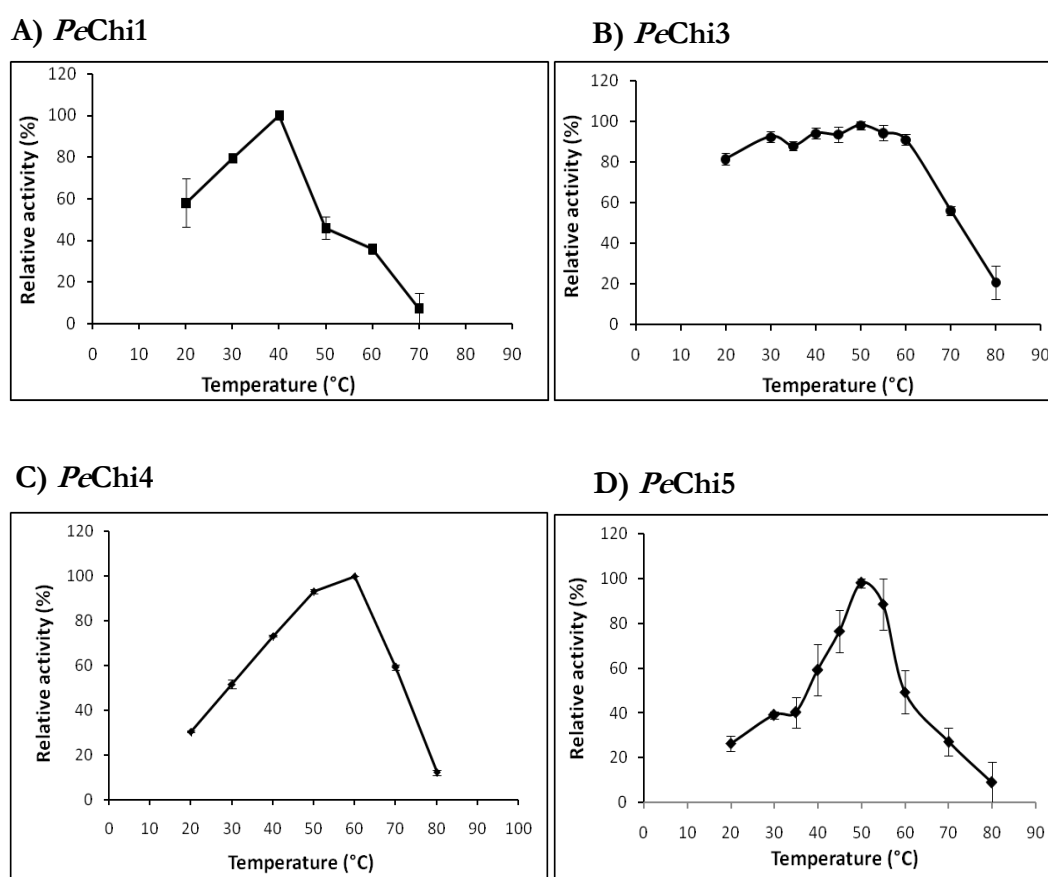 A) PeChi1
Relative activity (%)
120
100
80
60
40
20
0
0 10 20 30 40 50 60 70 80 90
Temperature (°C)
B) PeChi3
Relative activity (%)
120
100
80
60
40
20
0
0 10 20 30 40 50 60 70 80 90
Temperature (°C)
C) PeChi4
Relative activity (%)
120
100
80
60
40
20
0
0 10 20 30 40 50 60 70 80 90 100
Temperature (°C)
D) PeChi5
Relative activity (%)
120
100
80
60
40
20
0
0 10 20 30 40 50 60 70 80 90
Temperature (°C)